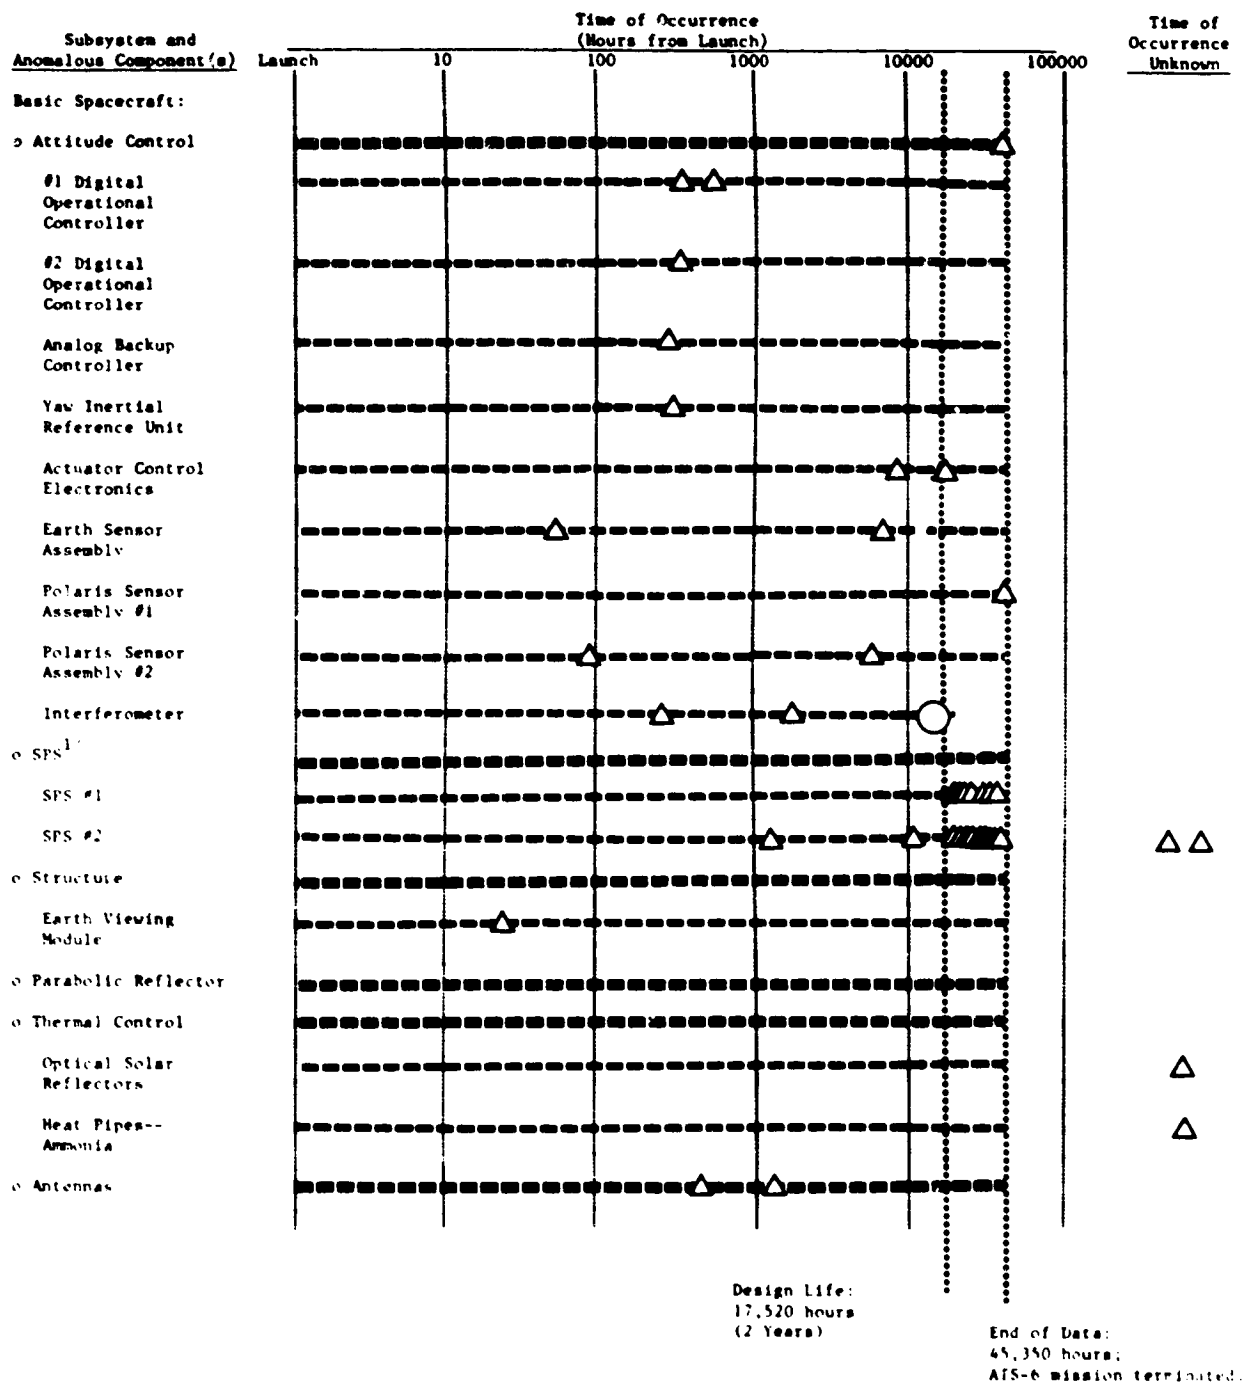 Time of Occurrence
(Hours from Launch)
Time of
Occurrence
Unknown
Subsystem and
Anomalous Component(s)
Launch 10 100 1000 10000 100000
Basic Spacecraft:
o Attitude Control
#1 Digital
Operational
Controller
#2 Digital
Operational
Controller
Analog Backup
Controller
Yaw Inertial
Reference Unit
Actuator Control
Electronics
Earth Sensor
Assembly
Polaris Sensor
Assembly #1
Polaris Sensor
Assembly #2
Interferometer
o SPS
SPS #1
SPS #2
o Structure
Earth Viewing
Module
o Parabolic Reflector
o Thermal Control
Optical Solar
Reflectors
Heat Pipes--
Ammonia
o Antennas
Design Life:
17,520 hours
(2 Years)
End of Data:
45,350 hours;
ATS-6 mission terminated.